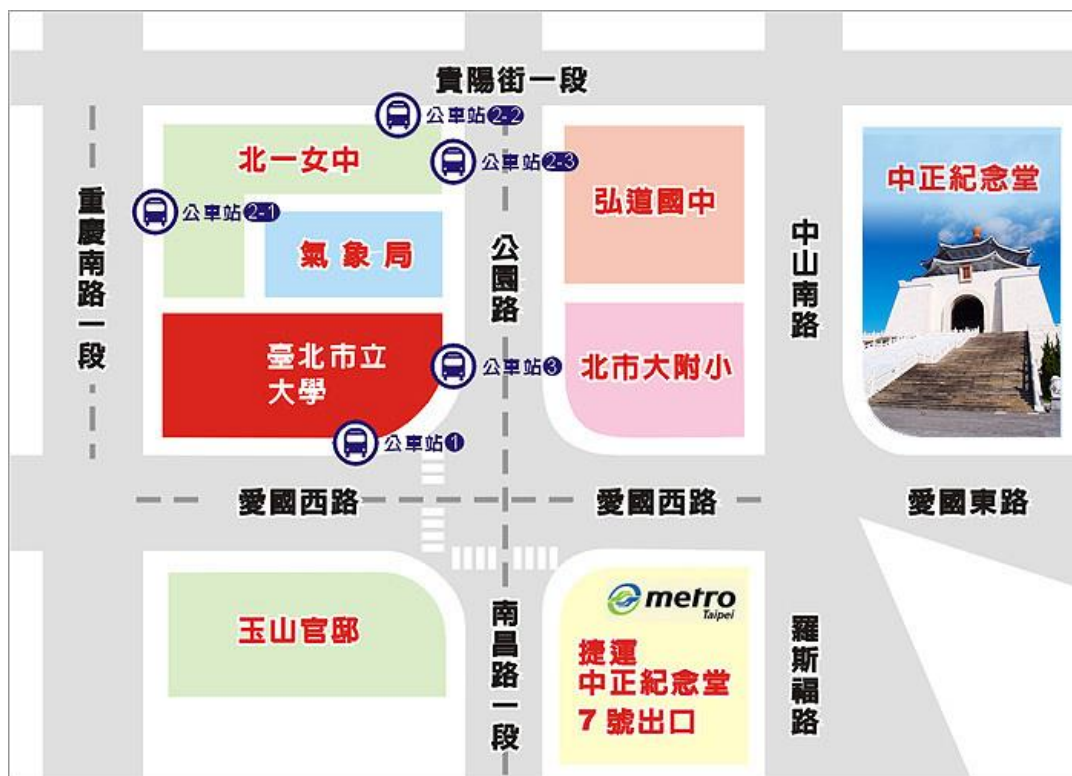 貴陽街一段
公車站2-2
北一女中
公車站2-3
中正紀念堂
弘道國中
公車站2-1
重慶南路一段
氣象局
公園路
中山南路
臺北市立
大學
公車站3
北市大附小
公車站1
愛國西路
愛國西路
愛國東路
metro
Taipei
玉山官邸
南昌路一段
捷運
中正紀念堂
7號出口
羅斯福路